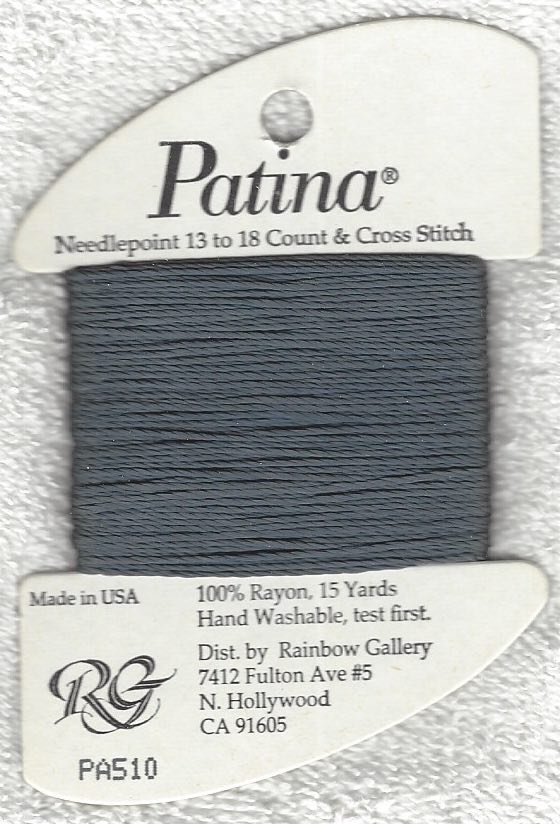 Patina®
Needlepoint 13 to 18 Count & Cross Stitch
Made in USA
100% Rayon, 15 Yards
Hand Washable, test first.
Dist. by Rainbow Gallery
7412 Fulton Ave #5
N. Hollywood
CA 91605
RG
PA510